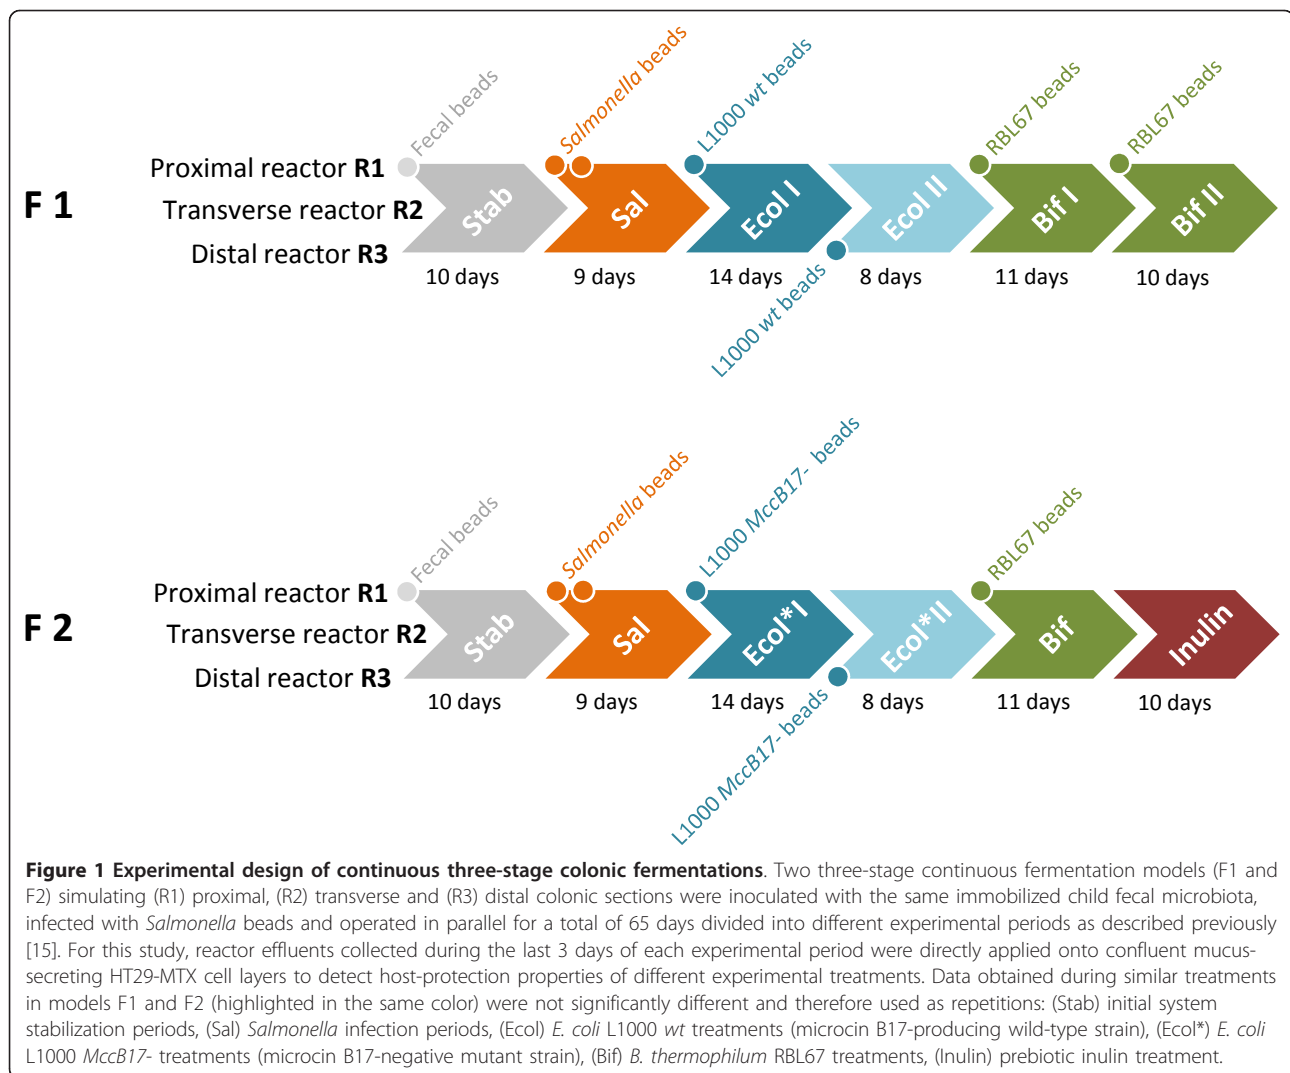 Fecal beads
Salmonella beads
L1000 wt beads
RBL67 beads
RBL67 beads
F 1
Proximal reactor R1
Transverse reactor R2
Distal reactor R3
Stab
Sal
Ecol I
Ecol II
Bif I
Bif II
10 days
9 days
14 days
8 days
11 days
10 days
L1000 wt beads
Fecal beads
Salmonella beads
L1000 MccB17- beads
RBL67 beads
F 2
Proximal reactor R1
Transverse reactor R2
Distal reactor R3
Stab
Sal
Ecol*I
Ecol*II
Bif
Inulin
10 days
9 days
14 days
8 days
11 days
10 days
L1000 MccB17- beads
Figure 1 Experimental design of continuous three-stage colonic fermentations. Two three-stage continuous fermentation models (F1 and
F2) simulating (R1) proximal, (R2) transverse and (R3) distal colonic sections were inoculated with the same immobilized child fecal microbiota,
infected with Salmonella beads and operated in parallel for a total of 65 days divided into different experimental periods as described previously
[15]. For this study, reactor effluents collected during the last 3 days of each experimental period were directly applied onto confluent mucus-
secreting HT29-MTX cell layers to detect host-protection properties of different experimental treatments. Data obtained during similar treatments
in models F1 and F2 (highlighted in the same color) were not significantly different and therefore used as repetitions: (Stab) initial system
stabilization periods, (Sal) Salmonella infection periods, (Ecol) E. coli L1000 wt treatments (microcin B17-producing wild-type strain), (Ecol*) E. coli
L1000 MccB17- treatments (microcin B17-negative mutant strain), (Bif) B. thermophilum RBL67 treatments, (Inulin) prebiotic inulin treatment.